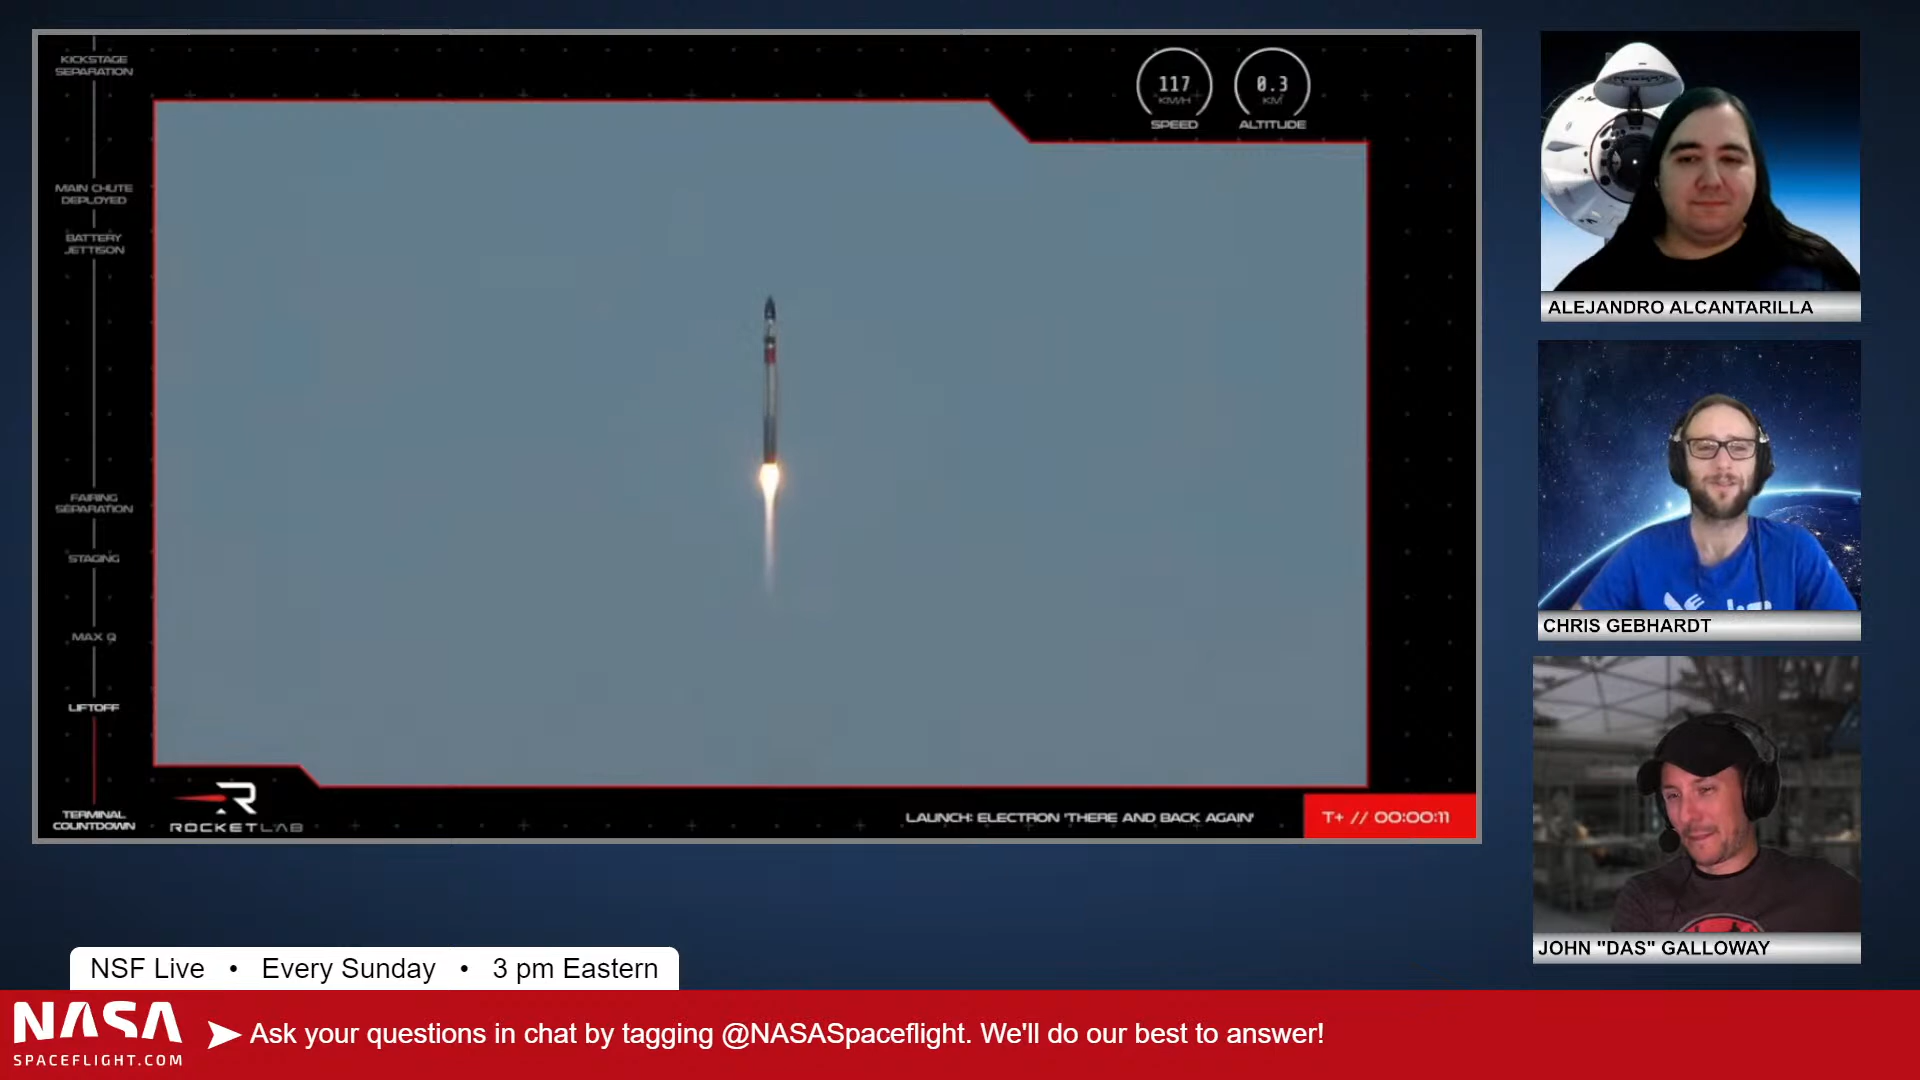 KICKSTAGE
SEPARATION
MAIN CHUTE
DEPLOYED
BATTERY
JETTISON
FAIRING
SEPARATION
STAGING
MAX Q
LIFTOFF
TERMINAL
COUNTDOWN
117
KM/H
SPEED
0.3
KM
ALTITUDE
ROCKETLAB
LAUNCH: ELECTRON 'THERE AND BACK AGAIN'
T+ // 00:00:11
ALEJANDRO ALCANTARILLA
CHRIS GEBHARDT
JOHN "DAS" GALLOWAY
NSF Live • Every Sunday • 3 pm Eastern
NASA
SPACEFLIGHT.COM
Ask your questions in chat by tagging @NASASpaceflight. We'll do our best to answer!